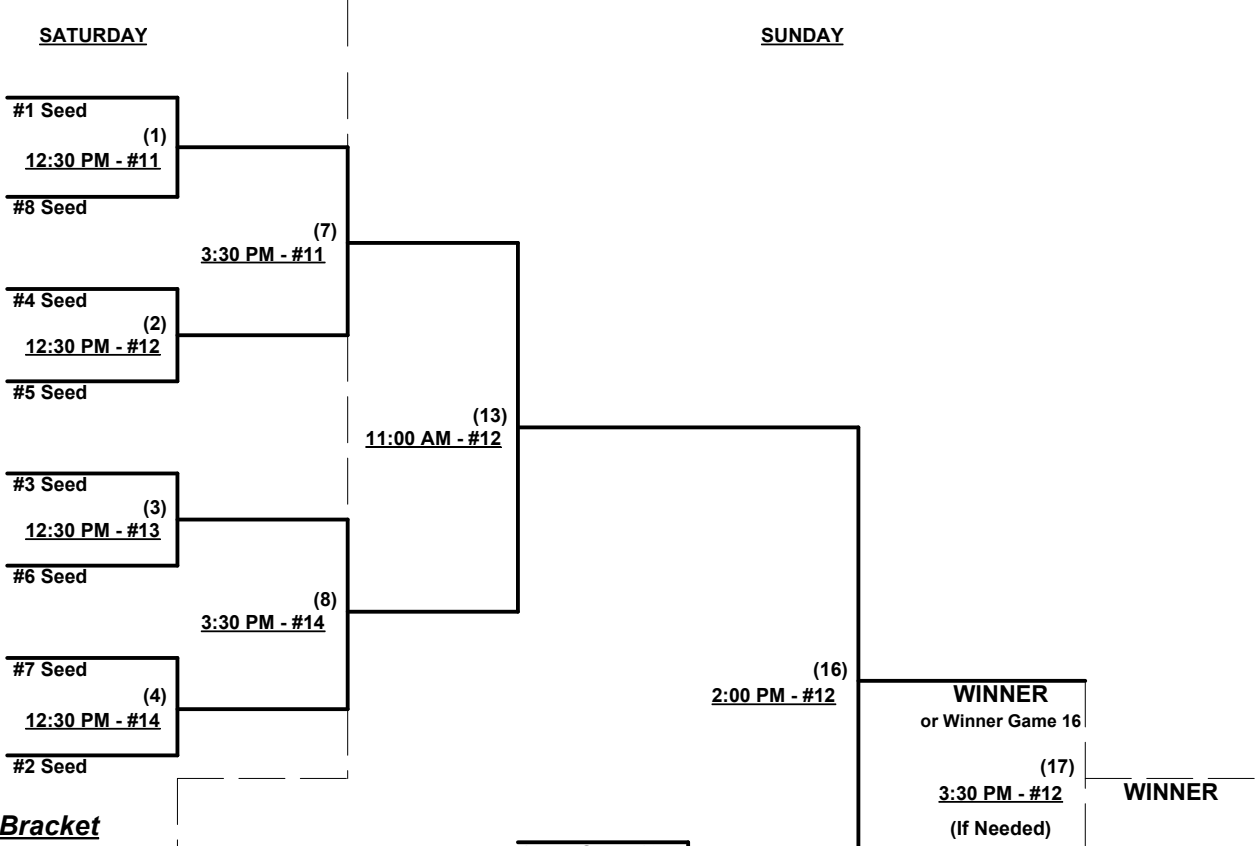 SATURDAY
SUNDAY
#1 Seed
(1)
12:30 PM - #11
#8 Seed
(7)
3:30 PM - #11
#4 Seed
(2)
12:30 PM - #12
#5 Seed
(13)
11:00 AM - #12
#3 Seed
(3)
12:30 PM - #13
#6 Seed
(8)
3:30 PM - #14
#7 Seed
(4)
12:30 PM - #14
#2 Seed
(16)
2:00 PM - #12
WINNER
or Winner Game 16
(17)
3:30 PM - #12
(If Needed)
WINNER
Bracket